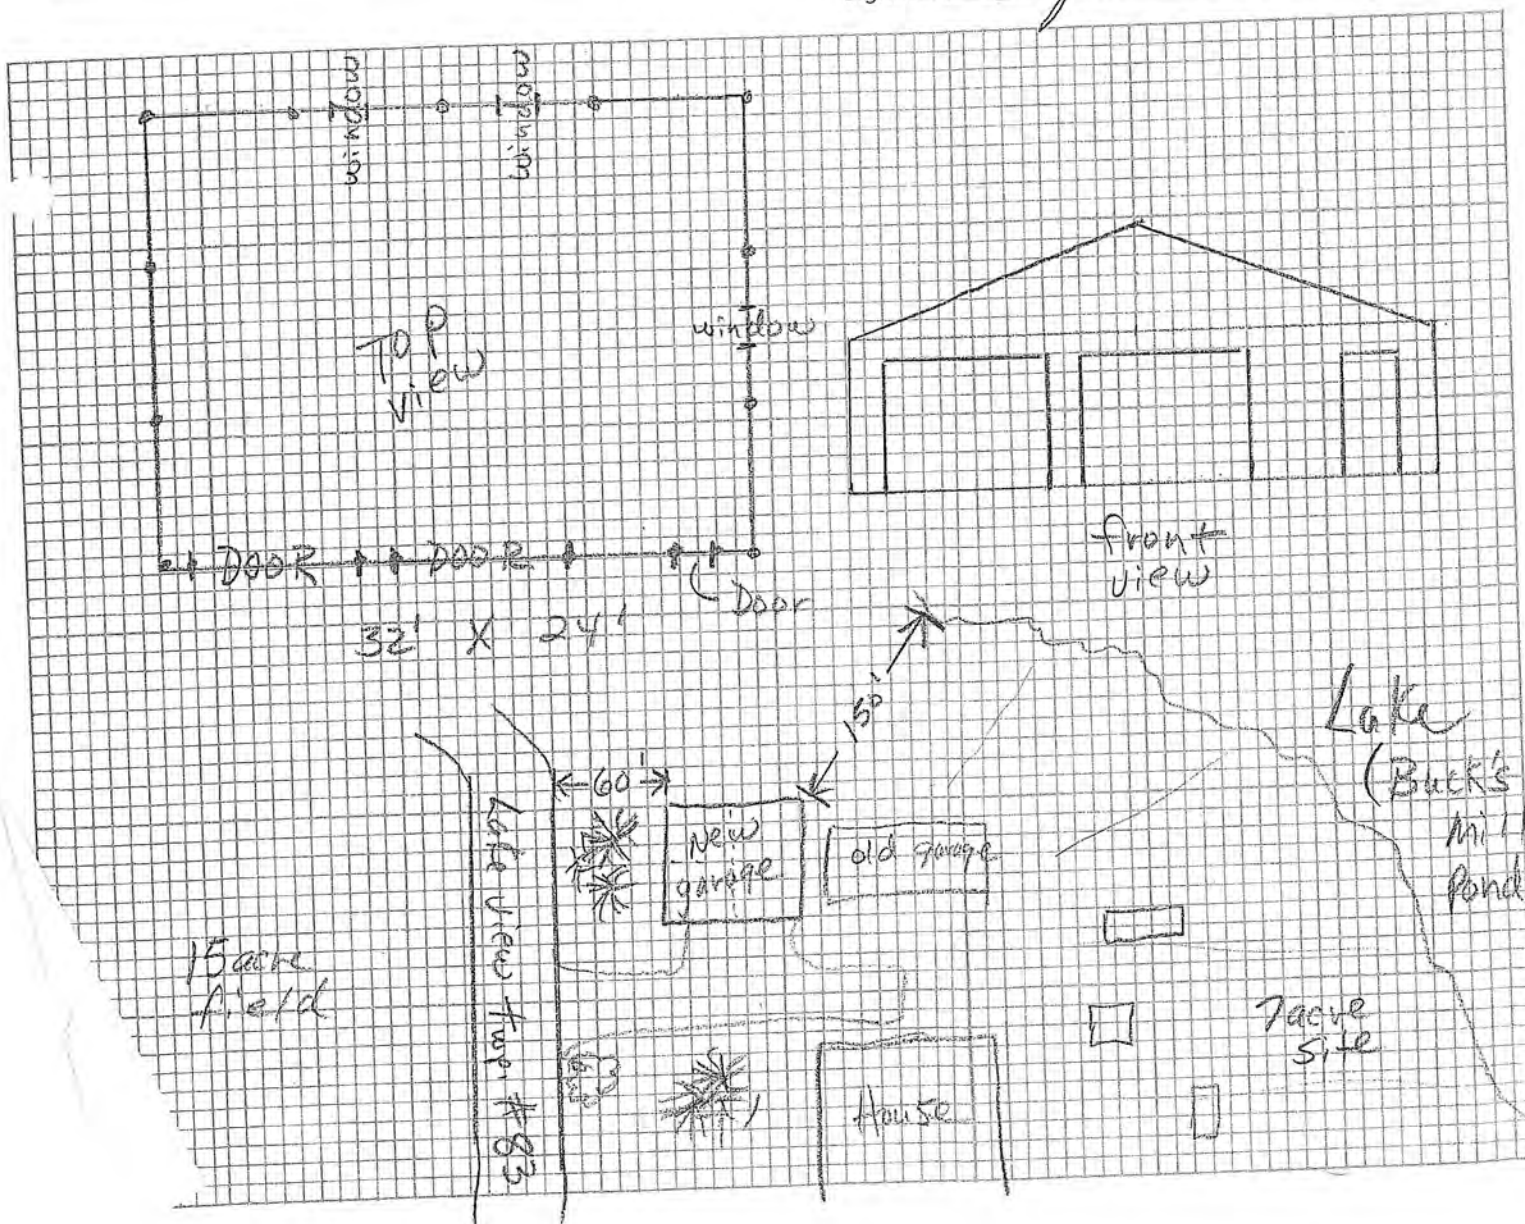 window
window
TOP
view
window
DOOR
DOOR
Door
32' X 24'
front
view
150'
Lake
(Buck's
Mill
Pond
60'
New
garage
old garage
Lake View twp. #83
15 acre
field
7 acre
site
House